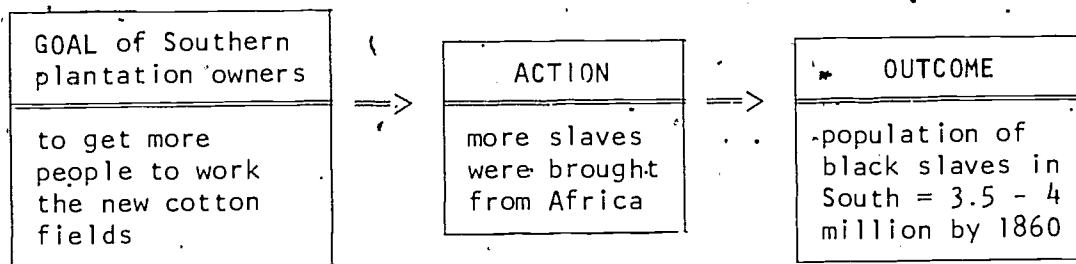 GOAL of Southern
plantation owners
to get more
people to work
the new cotton
fields
==>
ACTION
more slaves
were brought
from Africa
==>
OUTCOME
population of
black slaves in
South = 3.5 - 4
million by 1860